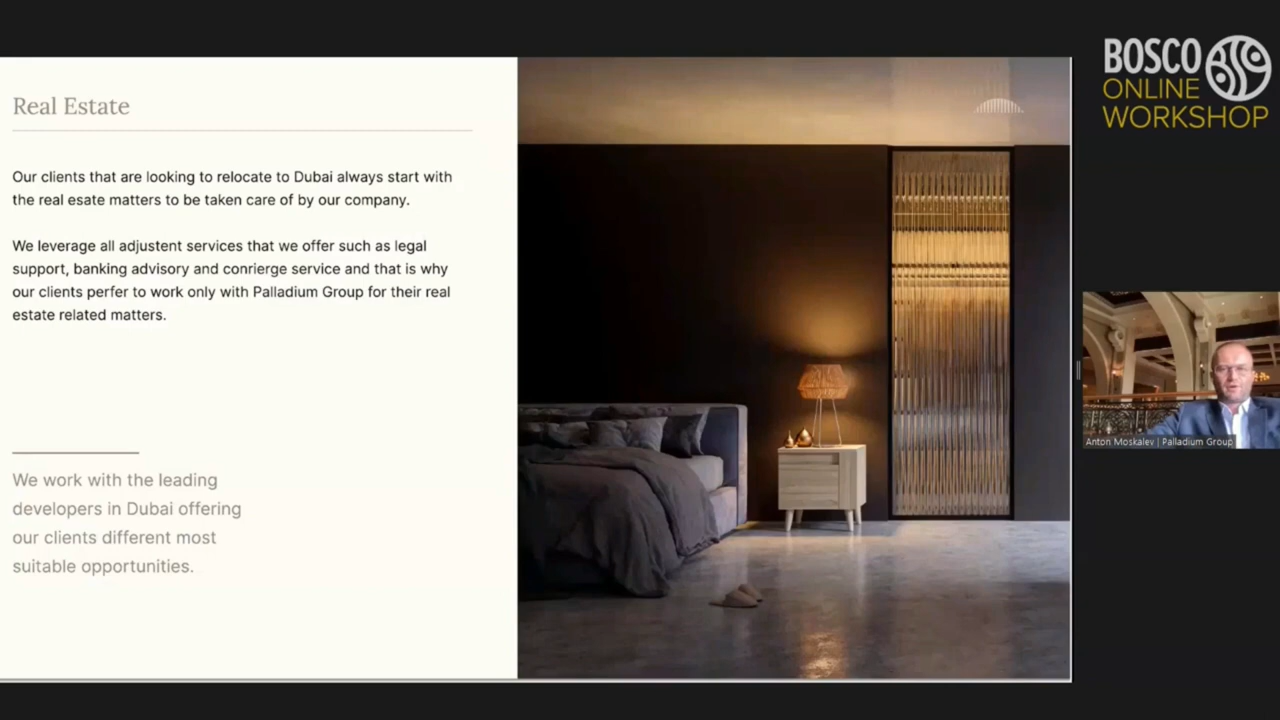 Real Estate
Our clients that are looking to relocate to Dubai always start with
the real esate matters to be taken care of by our company.
We leverage all adjustent services that we offer such as legal
support, banking advisory and conrierge service and that is why
our clients perfer to work only with Palladium Group for their real
estate related matters.
We work with the leading
developers in Dubai offering
our clients different most
suitable opportunities.
BOSCO
ONLINE
WORKSHOP
Anton Moskalev | Palladium Group